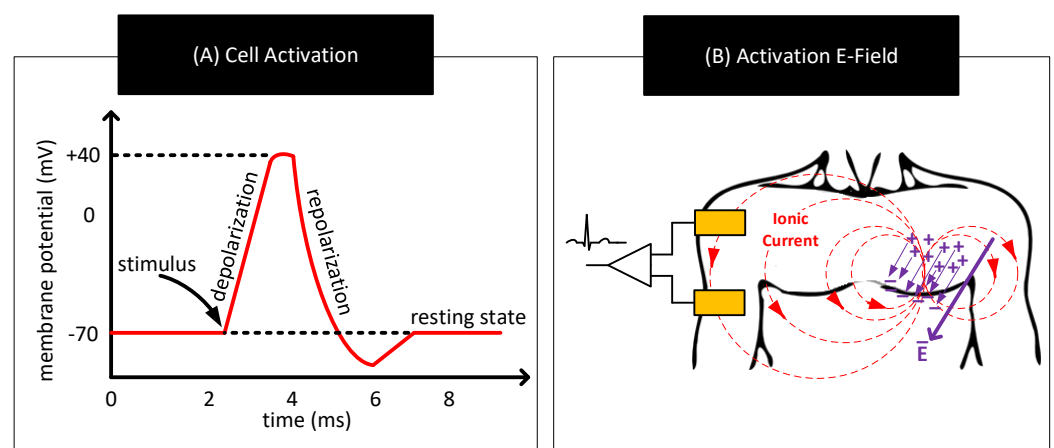 (A) Cell Activation
membrane potential (mV)
+40
0
-70
stimulus
depolarization
repolarization
resting state
0
2
4
6
8
time (ms)
(B) Activation E-Field
Ionic
Current
+ + + + + + + + + +
– – – – – –
E̅